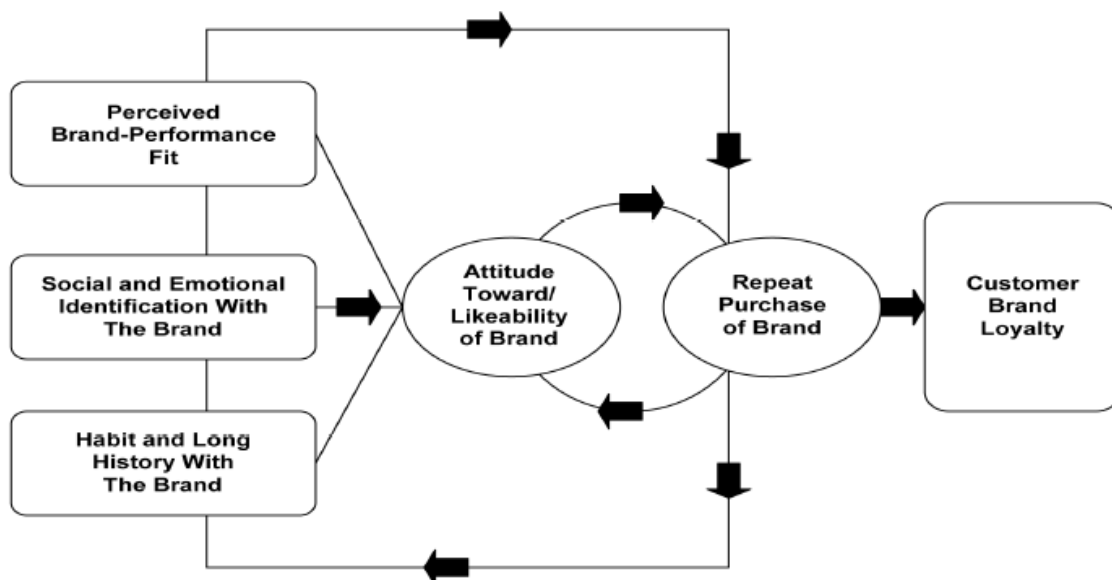 Perceived
Brand-Performance
Fit
Social and Emotional
Identification With
The Brand
Habit and Long
History With
The Brand
Attitude
Toward/
Likeability
of Brand
Repeat
Purchase
of Brand
Customer
Brand
Loyalty